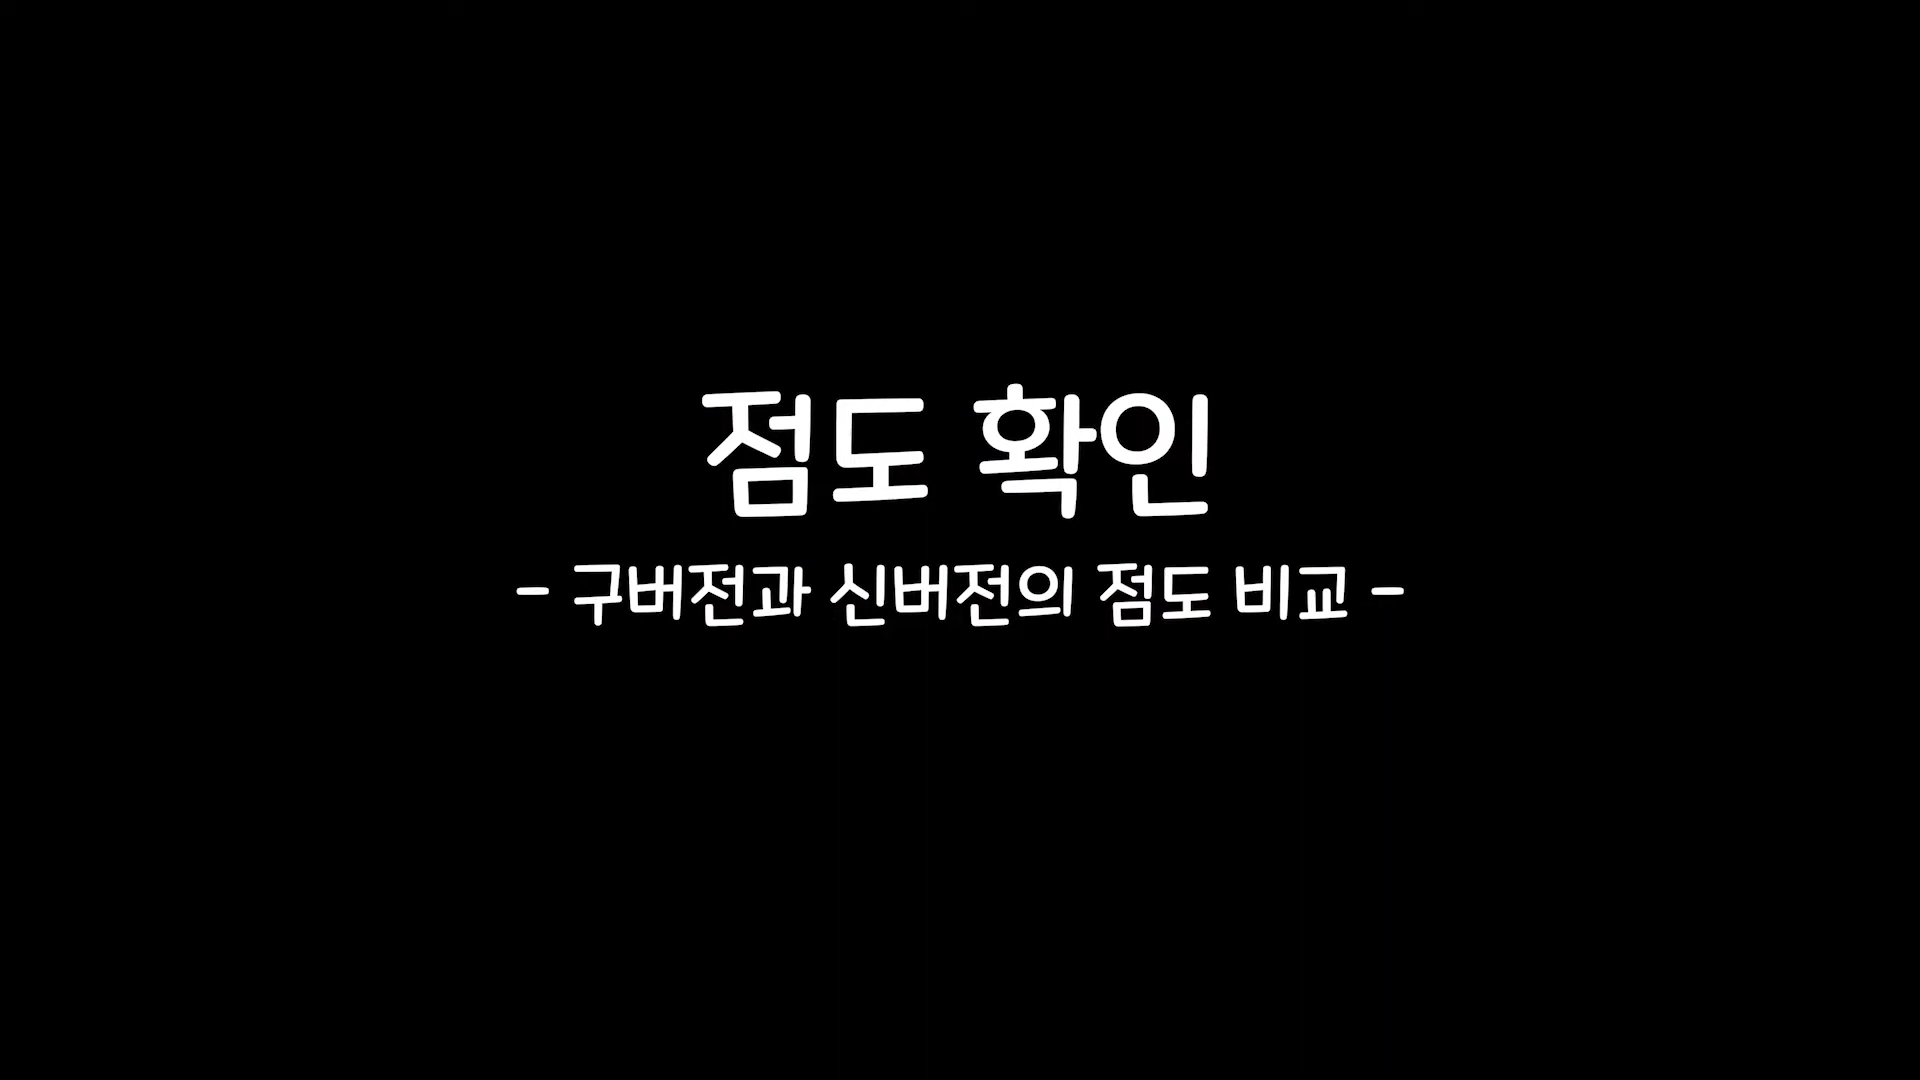 점도 확인
- 구버전과 신버전의 점도 비교 -